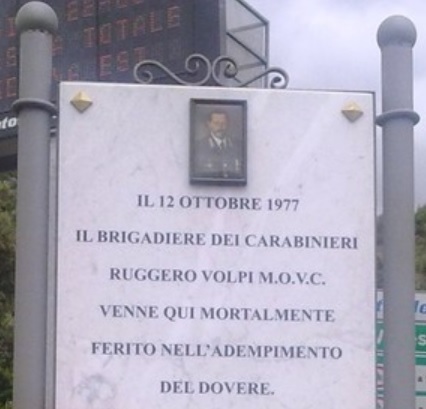 TOTALE
EST
IL 12 OTTOBRE 1977
IL BRIGADIERE DEI CARABINIERI
RUGGERO VOLPI M.O.V.C.
VENNE QUI MORTALMENTE
FERITO NELL'ADEMPIMENTO
DEL DOVERE.